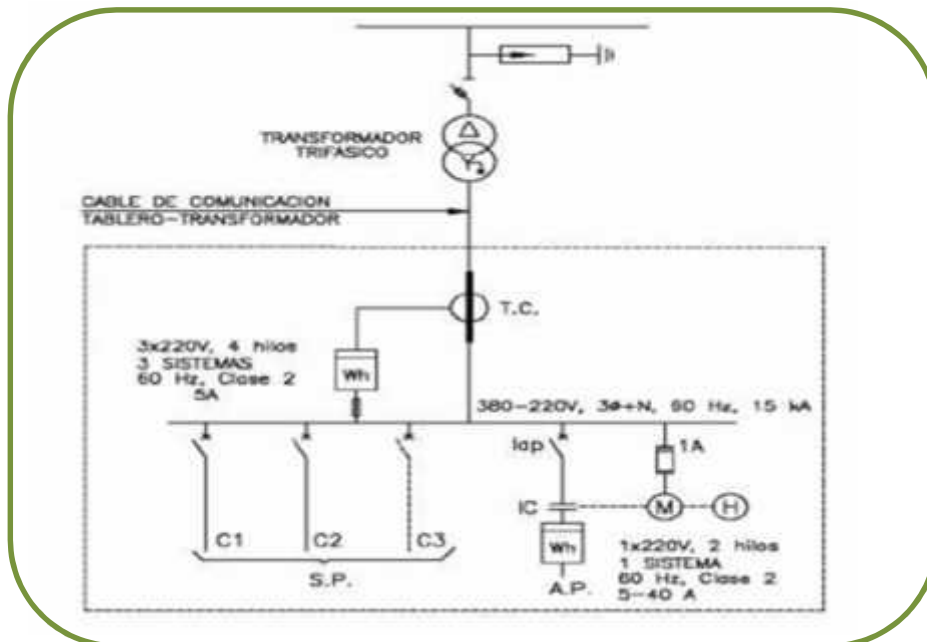 TRANSFORMADOR
TRIFASICO
CABLE DE COMUNICACION
TABLERO-TRANSFORMADOR
T.C.
3x220V, 4 hilos
3 SISTEMAS
60 Hz, Clase 2
5A
Wh
380-220V, 3ø+N, 60 Hz, 15 kA
Iap
1A
IC
M
H
C1
C2
C3
Wh
1x220V, 2 hilos
1 SISTEMA
60 Hz, Clase 2
5-40 A
S.P.
A.P.